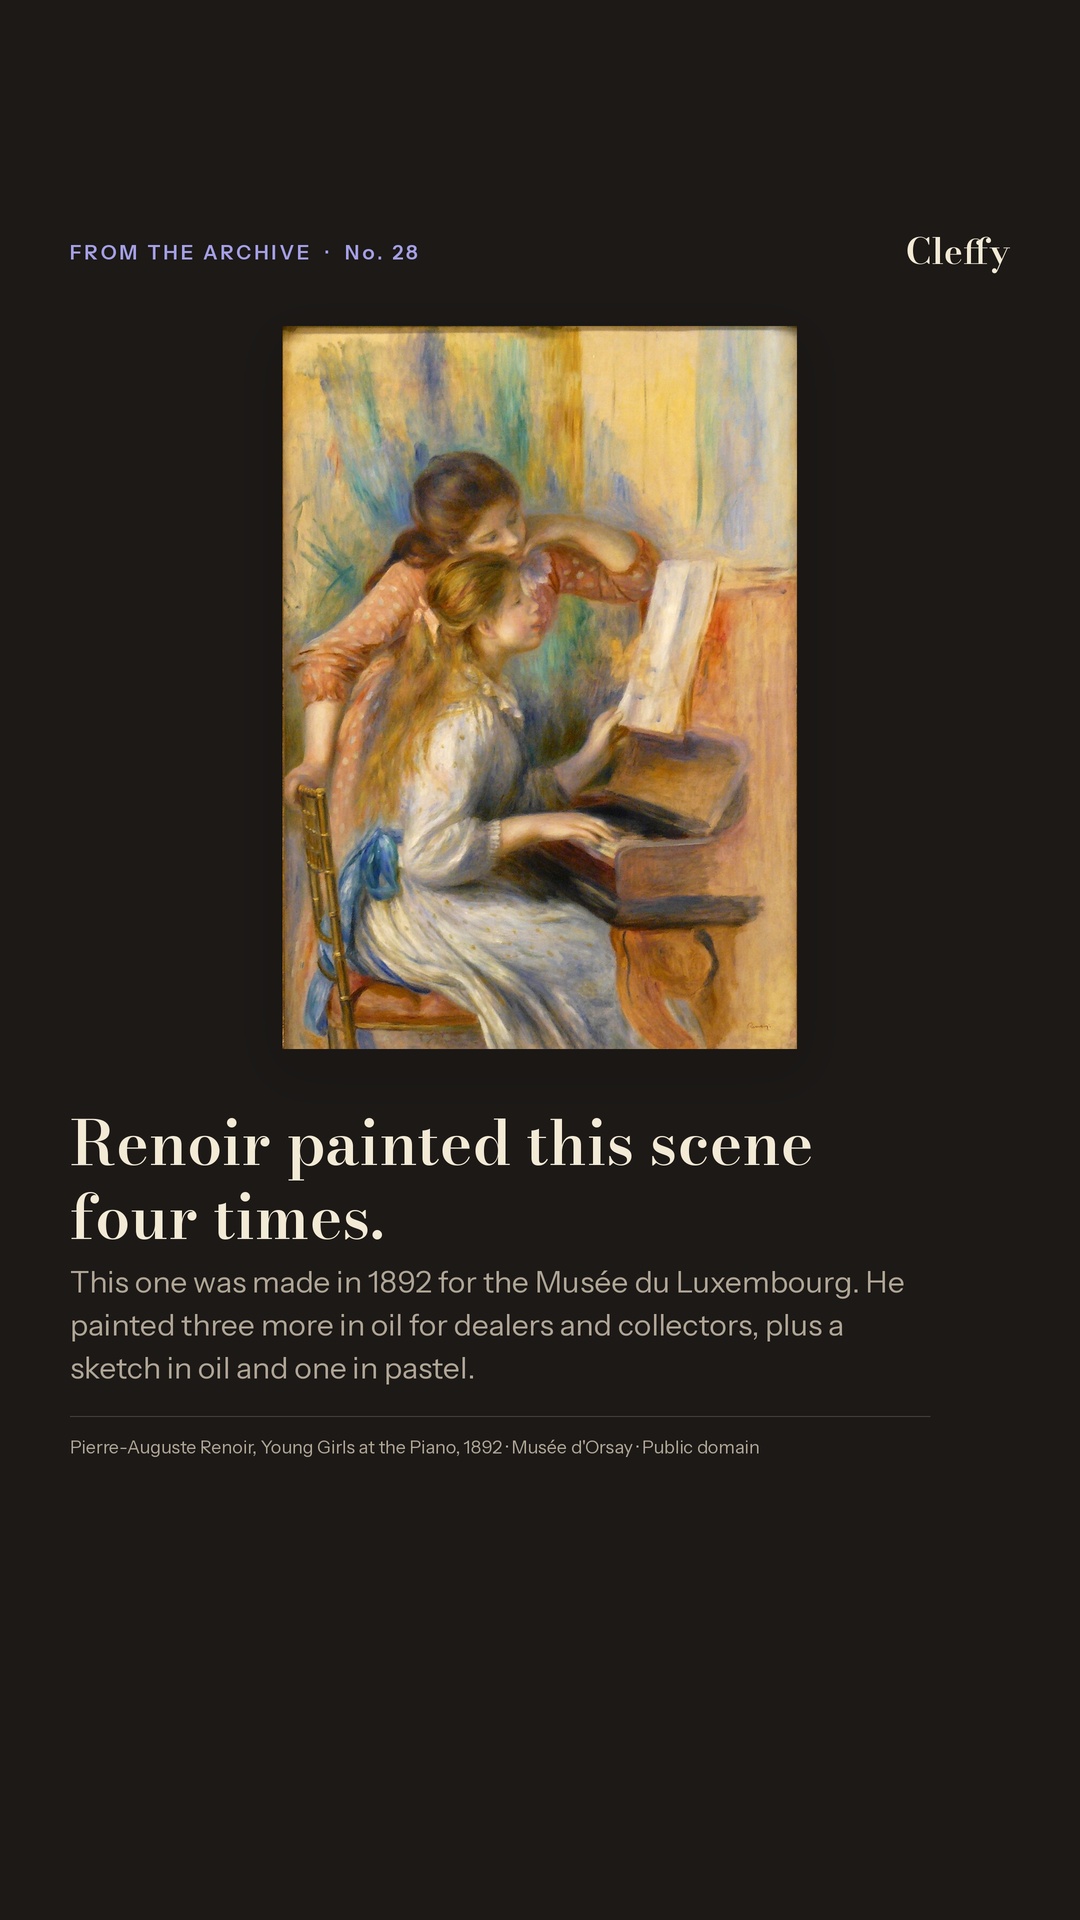 FROM THE ARCHIVE · No. 28
Cleffy
Renoir painted this scene
four times.
This one was made in 1892 for the Musée du Luxembourg. He
painted three more in oil for dealers and collectors, plus a
sketch in oil and one in pastel.
Pierre-Auguste Renoir, Young Girls at the Piano, 1892 · Musée d'Orsay · Public domain